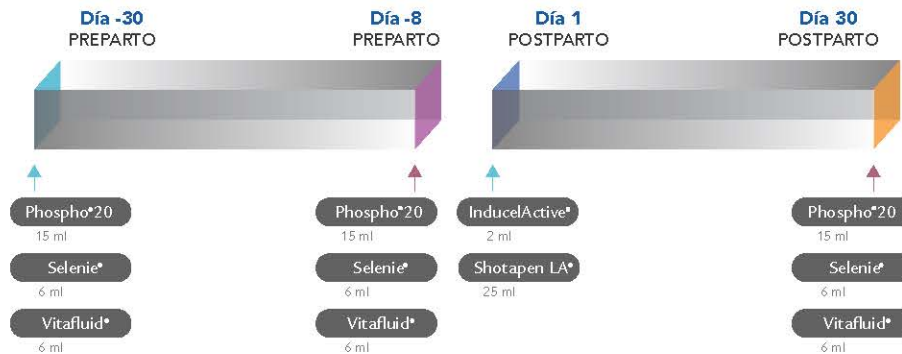 Día -30
PREPARTO
Día -8
PREPARTO
Día 1
POSTPARTO
Día 30
POSTPARTO
Phospho®20
15 ml
Selenie®
6 ml
Vitafluid®
6 ml
Phospho®20
15 ml
Selenie®
6 ml
Vitafluid®
6 ml
InducelActive®
2 ml
Shotapen LA®
25 ml
Phospho®20
15 ml
Selenie®
6 ml
Vitafluid®
6 ml